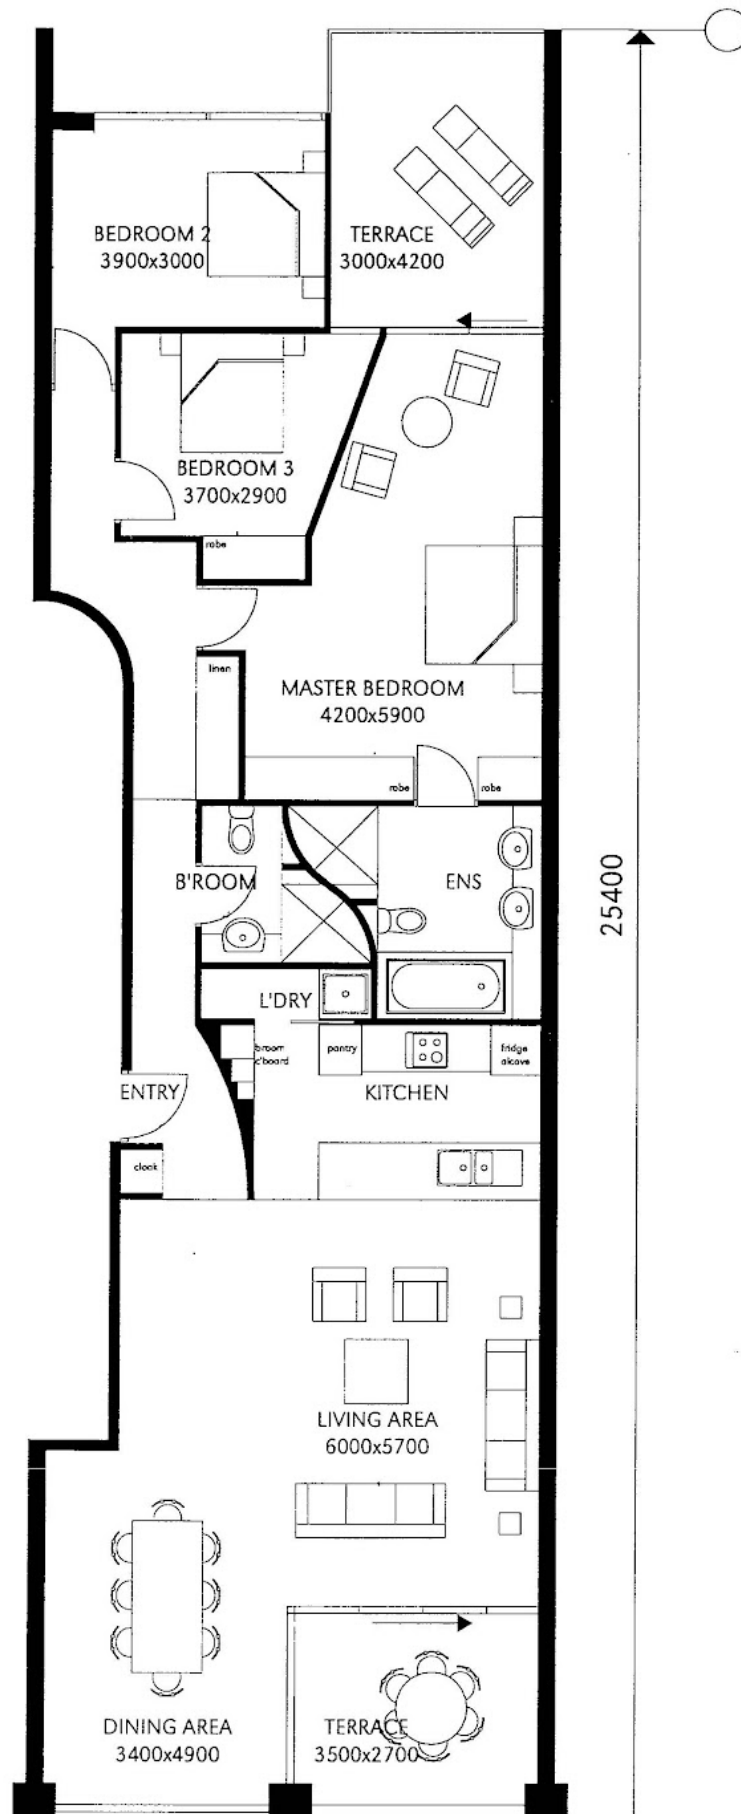 BEDROOM 2
3900x3000
TERRACE
3000x4200
BEDROOM 3
3700x2900
robe
linen
MASTER BEDROOM
4200x5900
robe
robe
B'ROOM
ENS
25400
L'DRY
broom
c'board
pantry
fridge
alcove
ENTRY
KITCHEN
cloak
LIVING AREA
6000x5700
DINING AREA
3400x4900
TERRACE
3500x2700